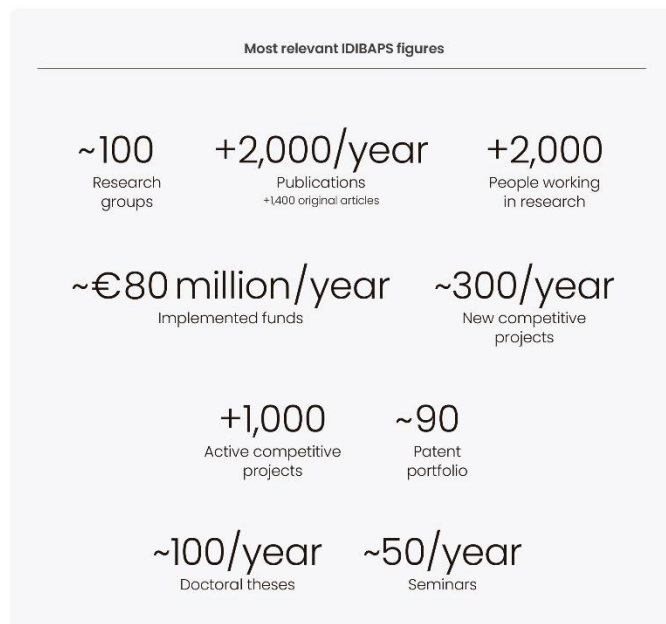 Most relevant IDIBAPS figures
~100
Research
groups
+2,000/year
Publications
+1,400 original articles
+2,000
People working
in research
~€80 million/year
Implemented funds
~300/year
New competitive
projects
+1,000
Active competitive
projects
~90
Patent
portfolio
~100/year
Doctoral theses
~50/year
Seminars